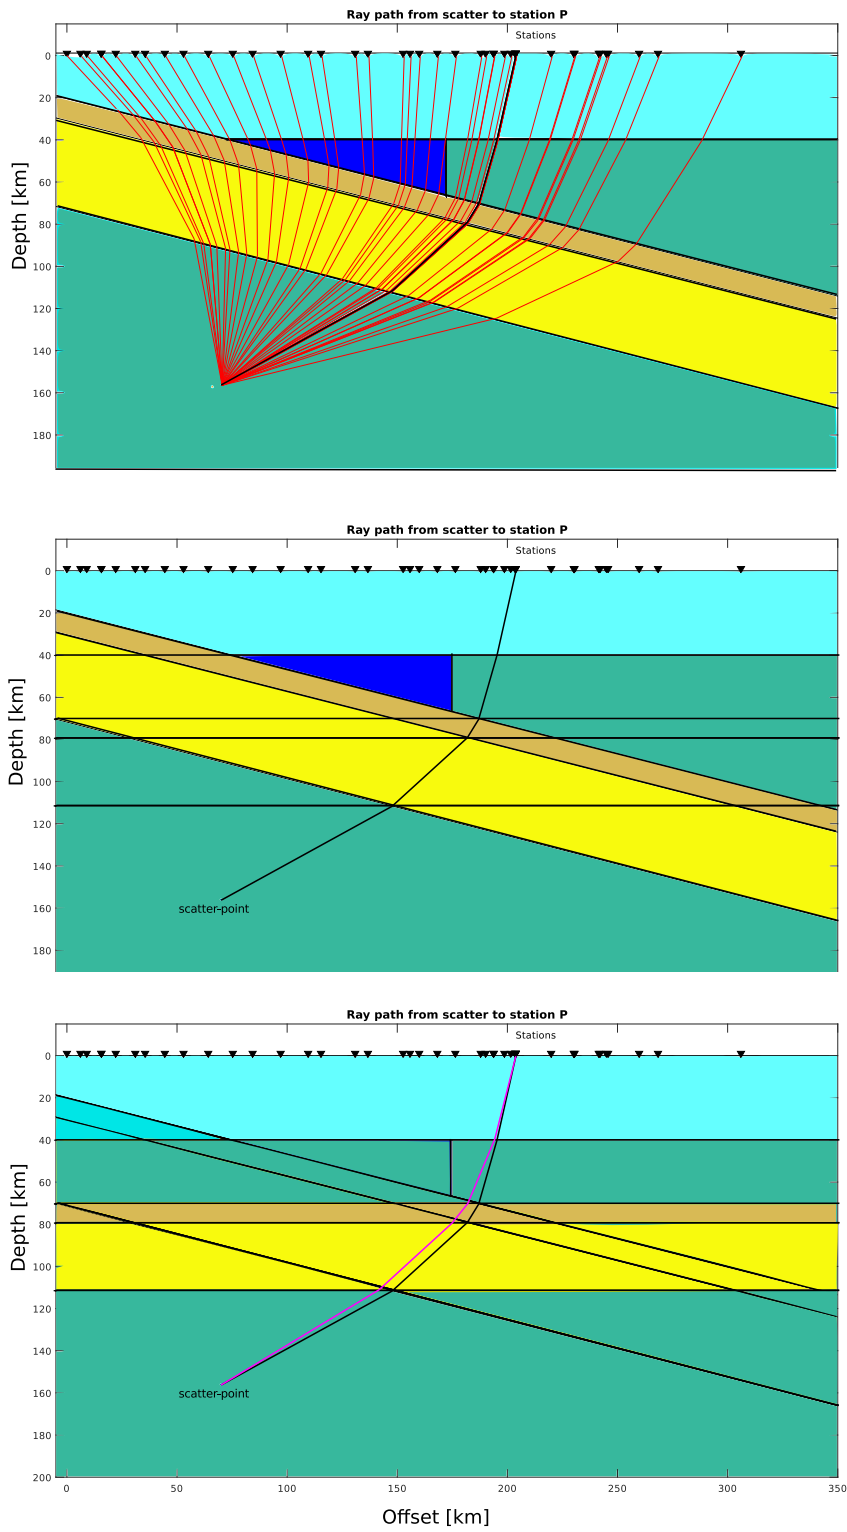 Ray path from scatter to station P
Stations
0
20
40
60
80
100
120
140
160
180
Depth [km]
Ray path from scatter to station P
Stations
0
20
40
60
80
100
120
140
160
180
Depth [km]
scatter-point
Ray path from scatter to station P
Stations
0
20
40
60
80
100
120
140
160
180
200
Depth [km]
scatter-point
0 50 100 150 200 250 300 350
Offset [km]